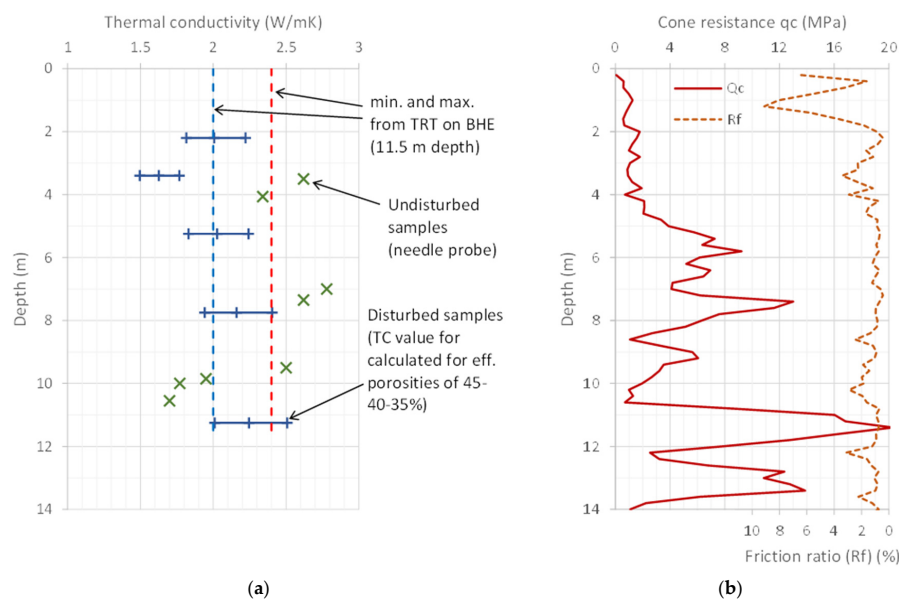 Thermal conductivity (W/mK)
1 1.5 2 2.5 3
0
2
4
6
8
10
12
14
Depth (m)
min. and max.
from TRT on BHE
(11.5 m depth)
Undisturbed
samples
(needle probe)
Disturbed samples
(TC value for
calculated for eff.
porosities of 45-
40-35%)
(a)
Cone resistance qc (MPa)
0 4 8 12 16 20
0
2
4
6
8
10
12
14
Depth (m)
Qc
Rf
10 8 6 4 2 0
Friction ratio (Rf) (%)
(b)